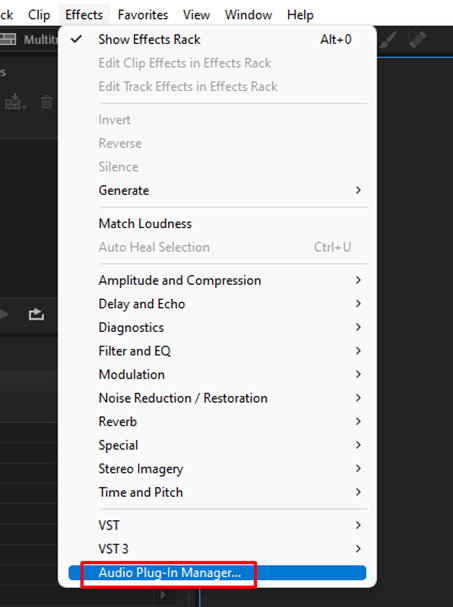 ck Clip Effects Favorites View Window Help
Multitr
Show Effects Rack Alt+0
s
Edit Clip Effects in Effects Rack
Edit Track Effects in Effects Rack
Invert
Reverse
Silence
Generate
Match Loudness
Auto Heal Selection Ctrl+U
Amplitude and Compression
Delay and Echo
Diagnostics
Filter and EQ
Modulation
Noise Reduction / Restoration
Reverb
Special
Stereo Imagery
Time and Pitch
VST
VST 3
Audio Plug-In Manager...